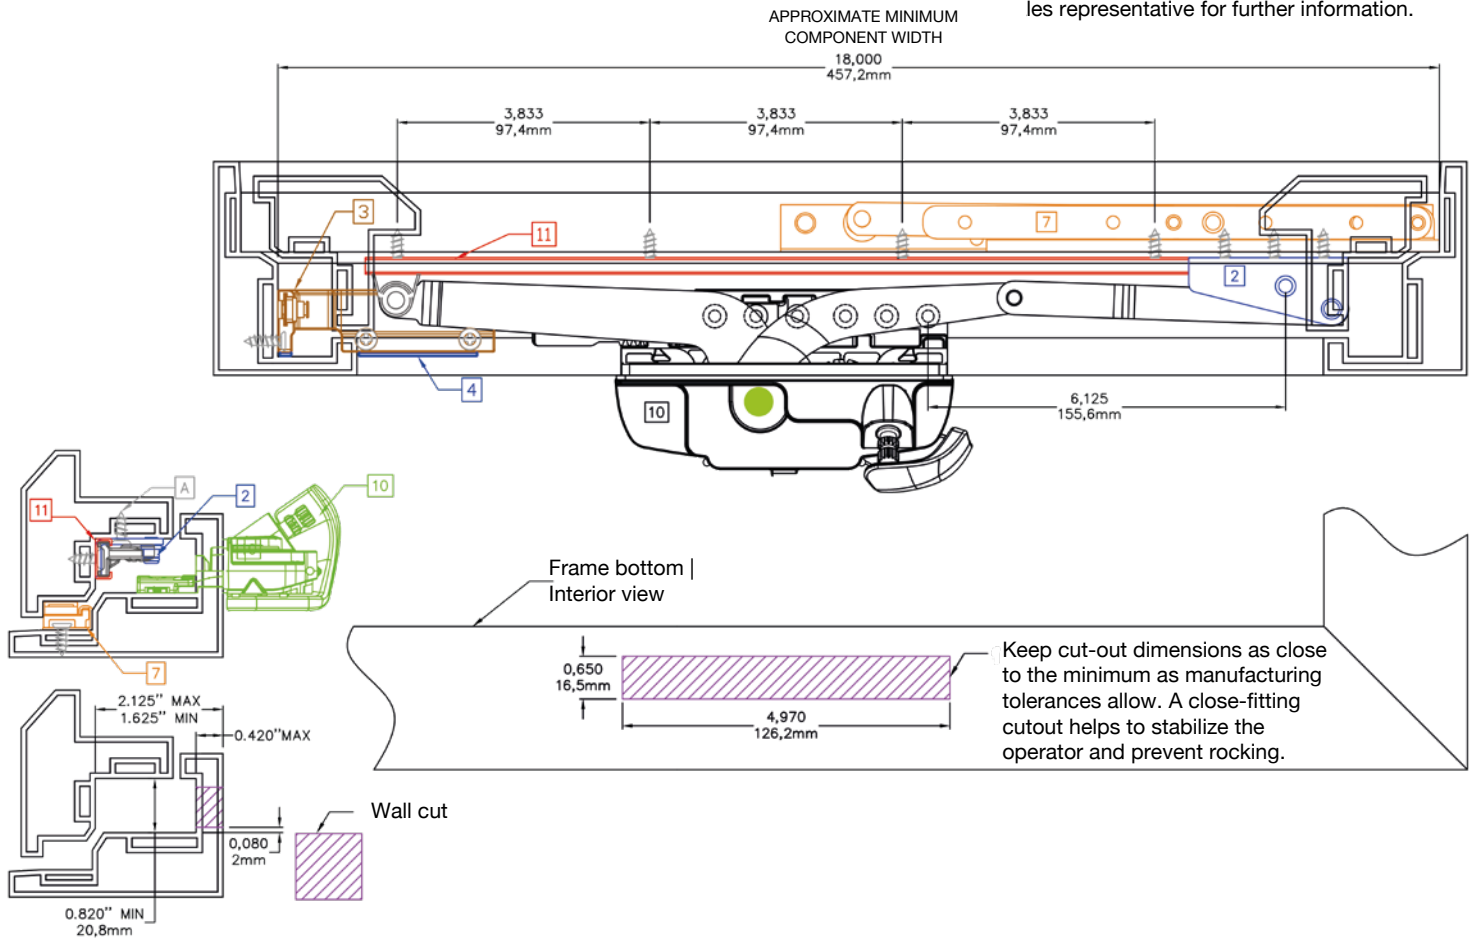 les representative for further information.
APPROXIMATE MINIMUM
COMPONENT WIDTH
18,000
457,2mm
3,833
97,4mm
3,833
97,4mm
3,833
97,4mm
3
11
7
2
4
10
6,125
155,6mm
A
2
10
11
7
Frame bottom |
Interior view
0,650
16,5mm
4,970
126,2mm
Keep cut-out dimensions as close
to the minimum as manufacturing
tolerances allow. A close-fitting
cutout helps to stabilize the
operator and prevent rocking.
2.125" MAX
1.625" MIN
0.420"MAX
Wall cut
0,080
2mm
0.820" MIN
20,8mm